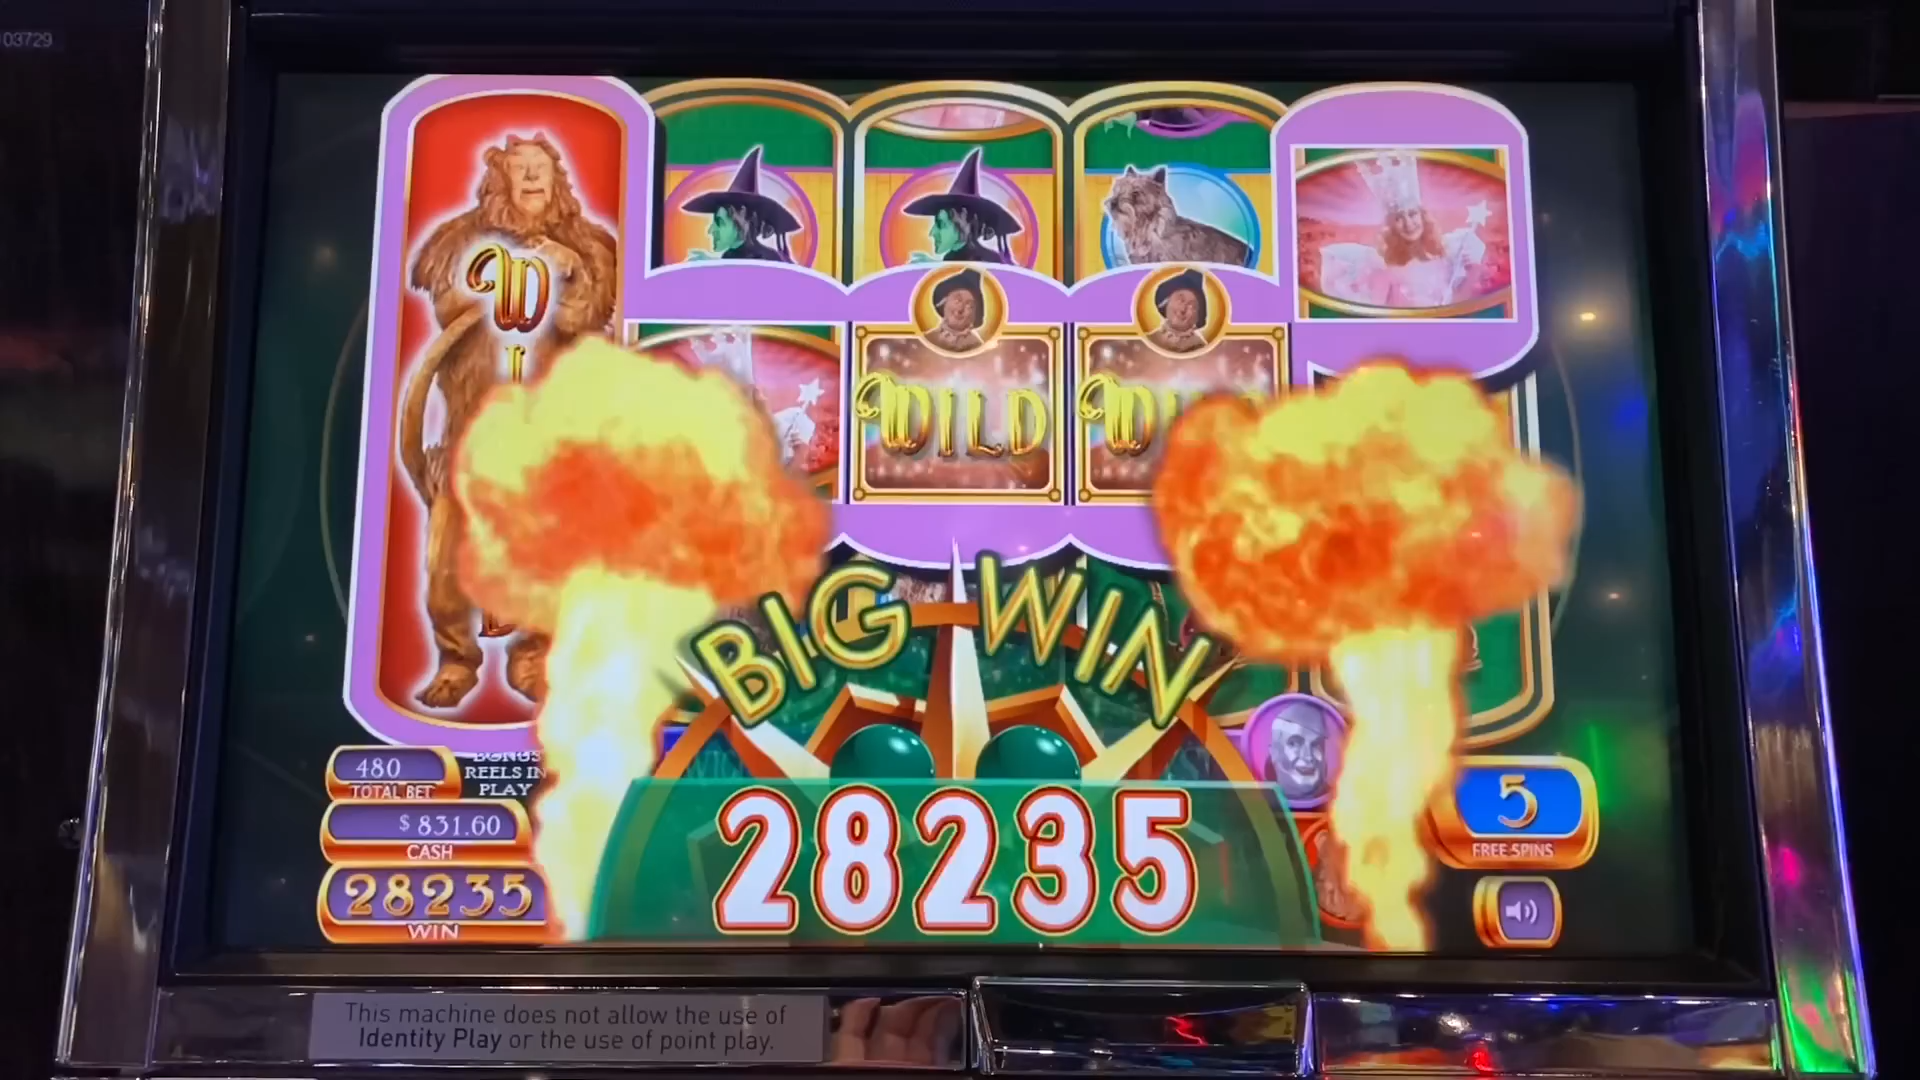 03729
WILD
BIG WIN
28235
480
TOTAL BET
BONUS
REELS IN
PLAY
$831.60
CASH
28235
WIN
5
FREE SPINS
This machine does not allow the use of
Identity Play or the use of point play.